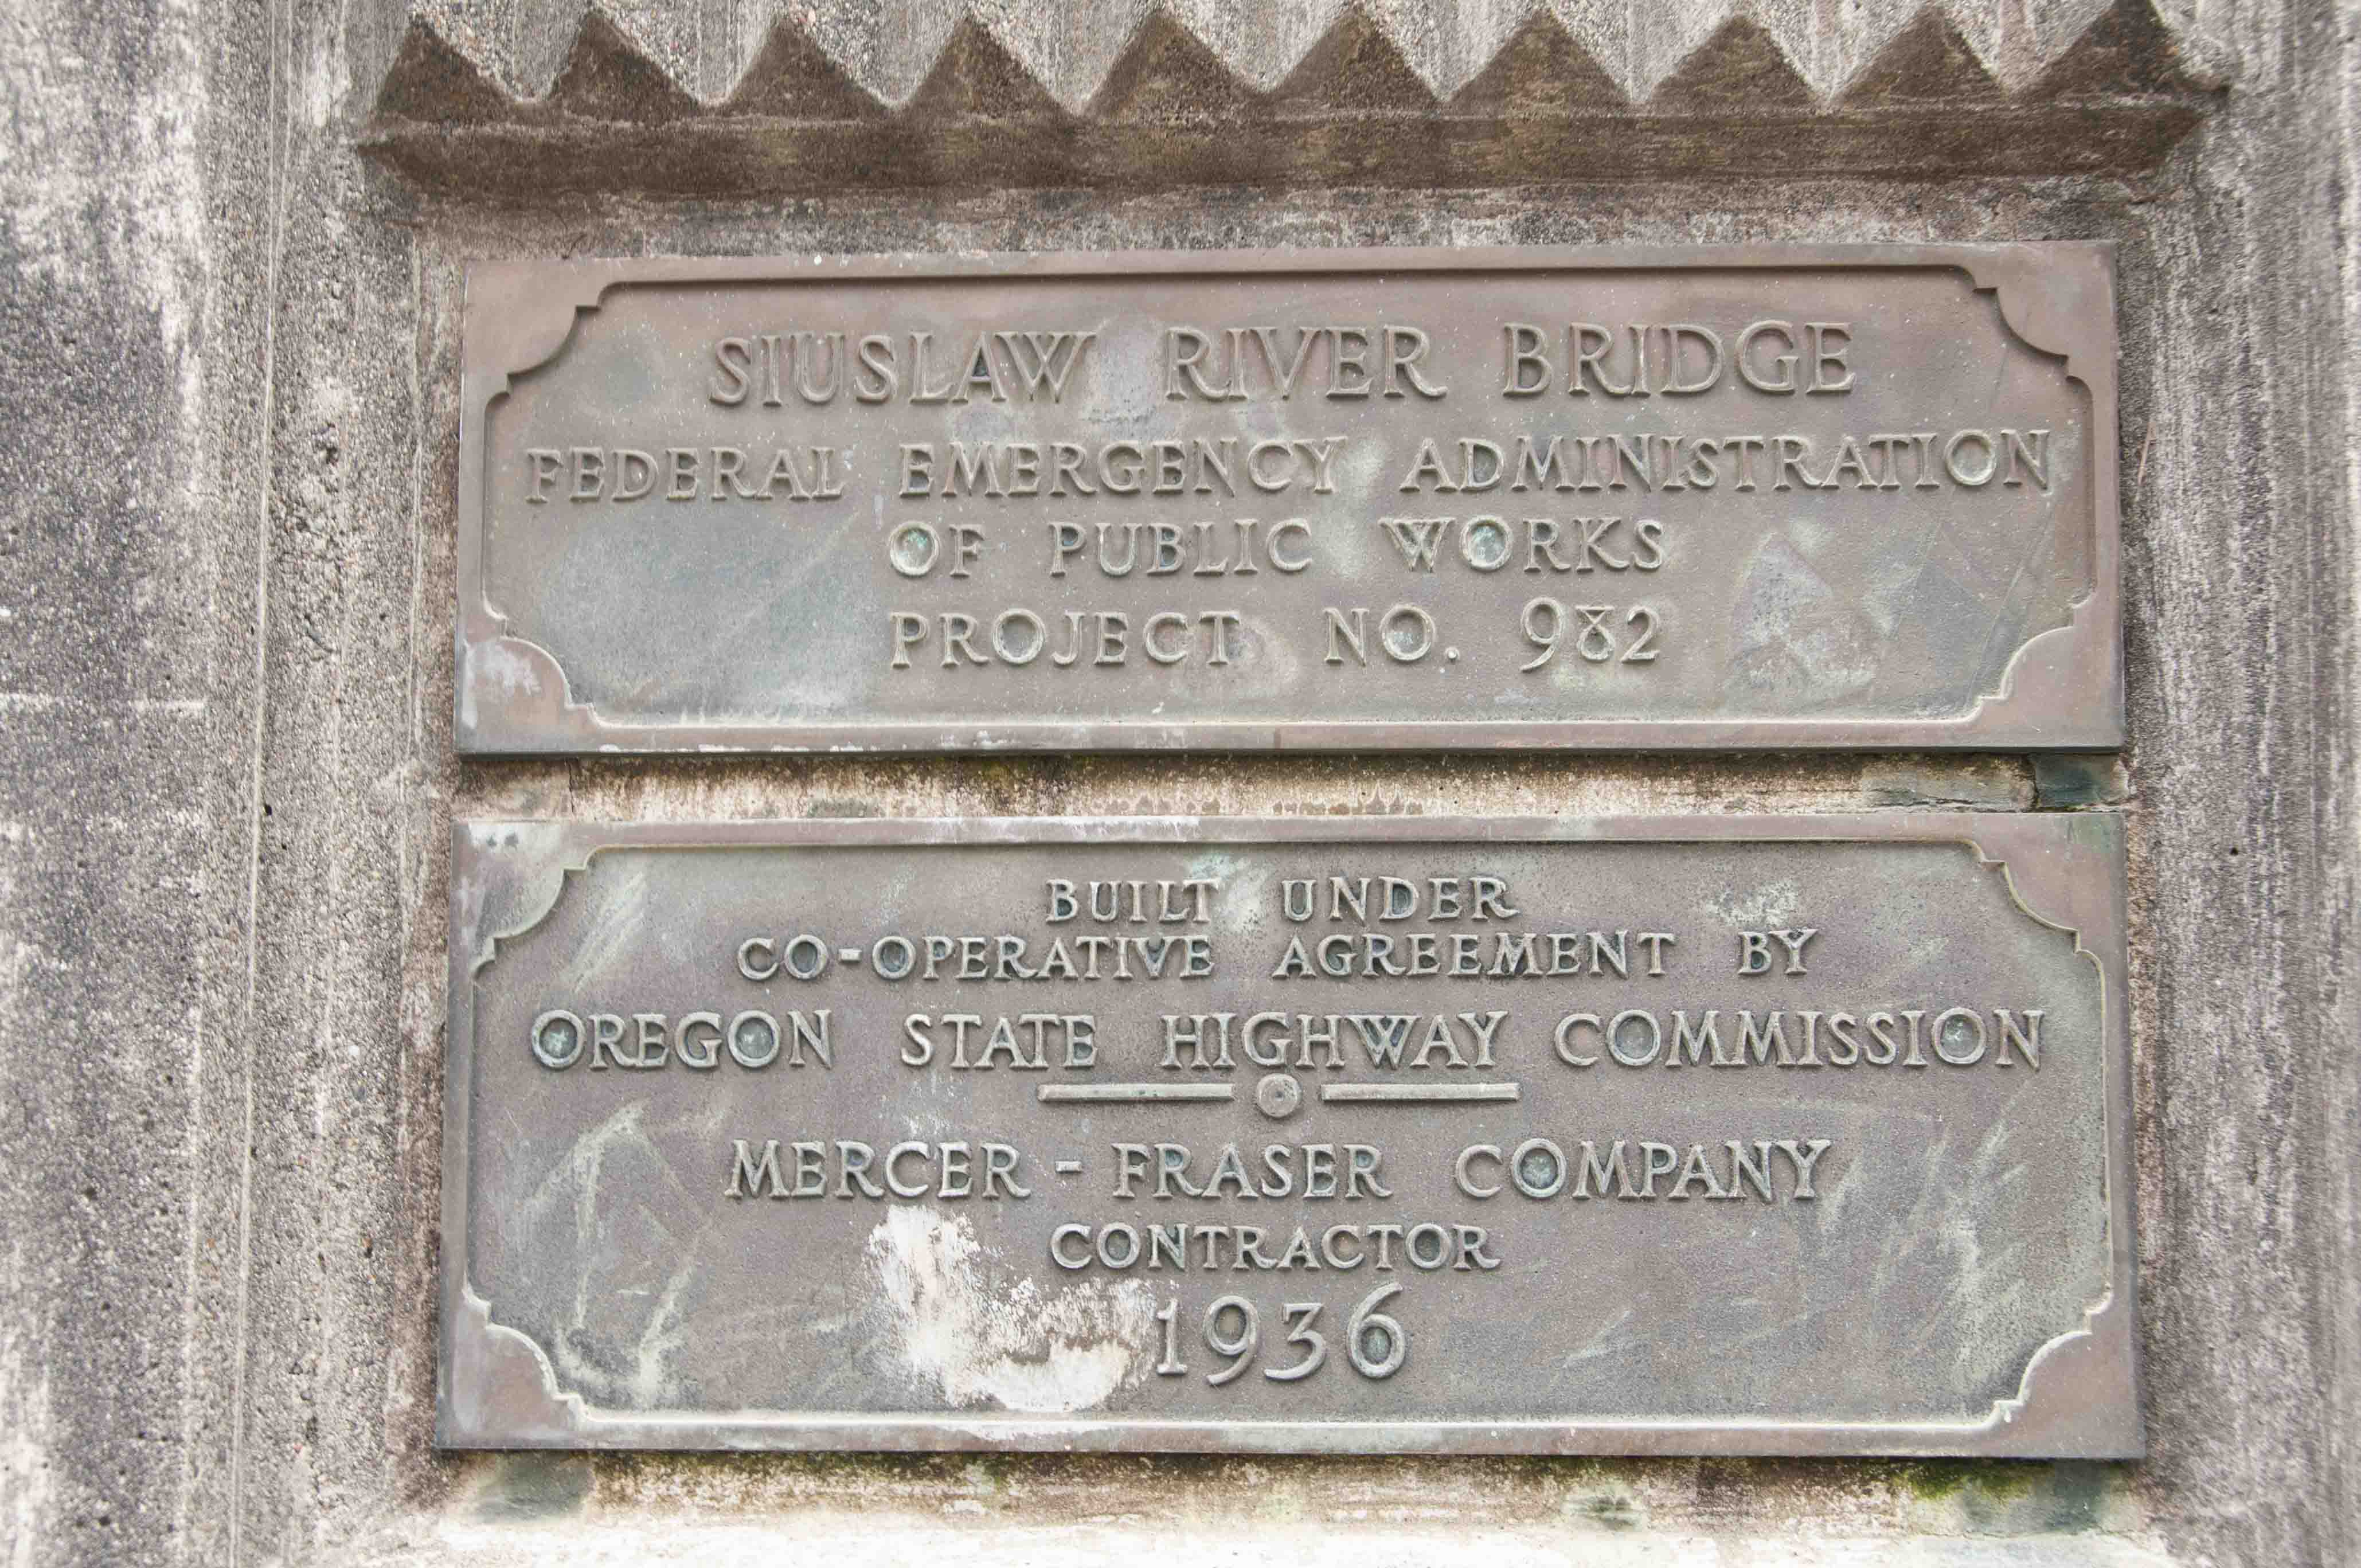 SIUSLAW RIVER BRIDGE
FEDERAL EMERGENCY ADMINISTRATION
OF PUBLIC WORKS
PROJECT NO. 982
BUILT UNDER
CO-OPERATIVE AGREEMENT BY
OREGON STATE HIGHWAY COMMISSION
MERCER - FRASER COMPANY
CONTRACTOR
1936